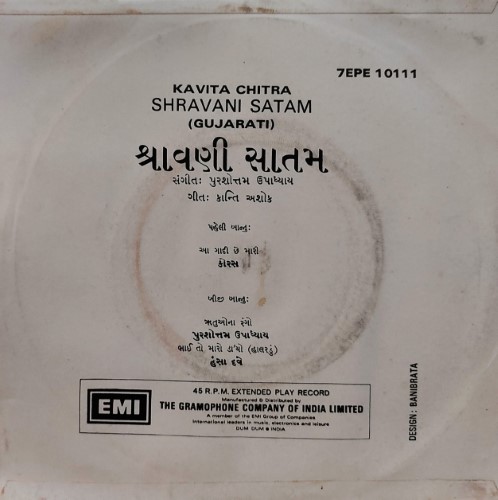 7EPE 10111
KAVITA CHITRA
SHRAVANI SATAM
(GUJARATI)
શ્રાવણી સાતમ
સંગીતઃ પુરશોત્તમ ઉપાધ્યાય
ગીતઃ કાન્તિ અશોક
પહેલી બાજુઃ
આ ગાદી છે મારી
કોરસ
બીજી બાજુઃ
ઋતુઓના રંગો
પુરશોત્તમ ઉપાધ્યાય
ભાઈ તો મારો ડાહ્યો (હાલરડું)
હંસા દવે
EMI
45 R.P.M. EXTENDED PLAY RECORD
Manufactured & Distributed by
THE GRAMOPHONE COMPANY OF INDIA LIMITED
A member of the EMI Group of Companies
International leaders in music, electronics and leisure
DUM DUM & INDIA
DESIGN: BANIBRATA